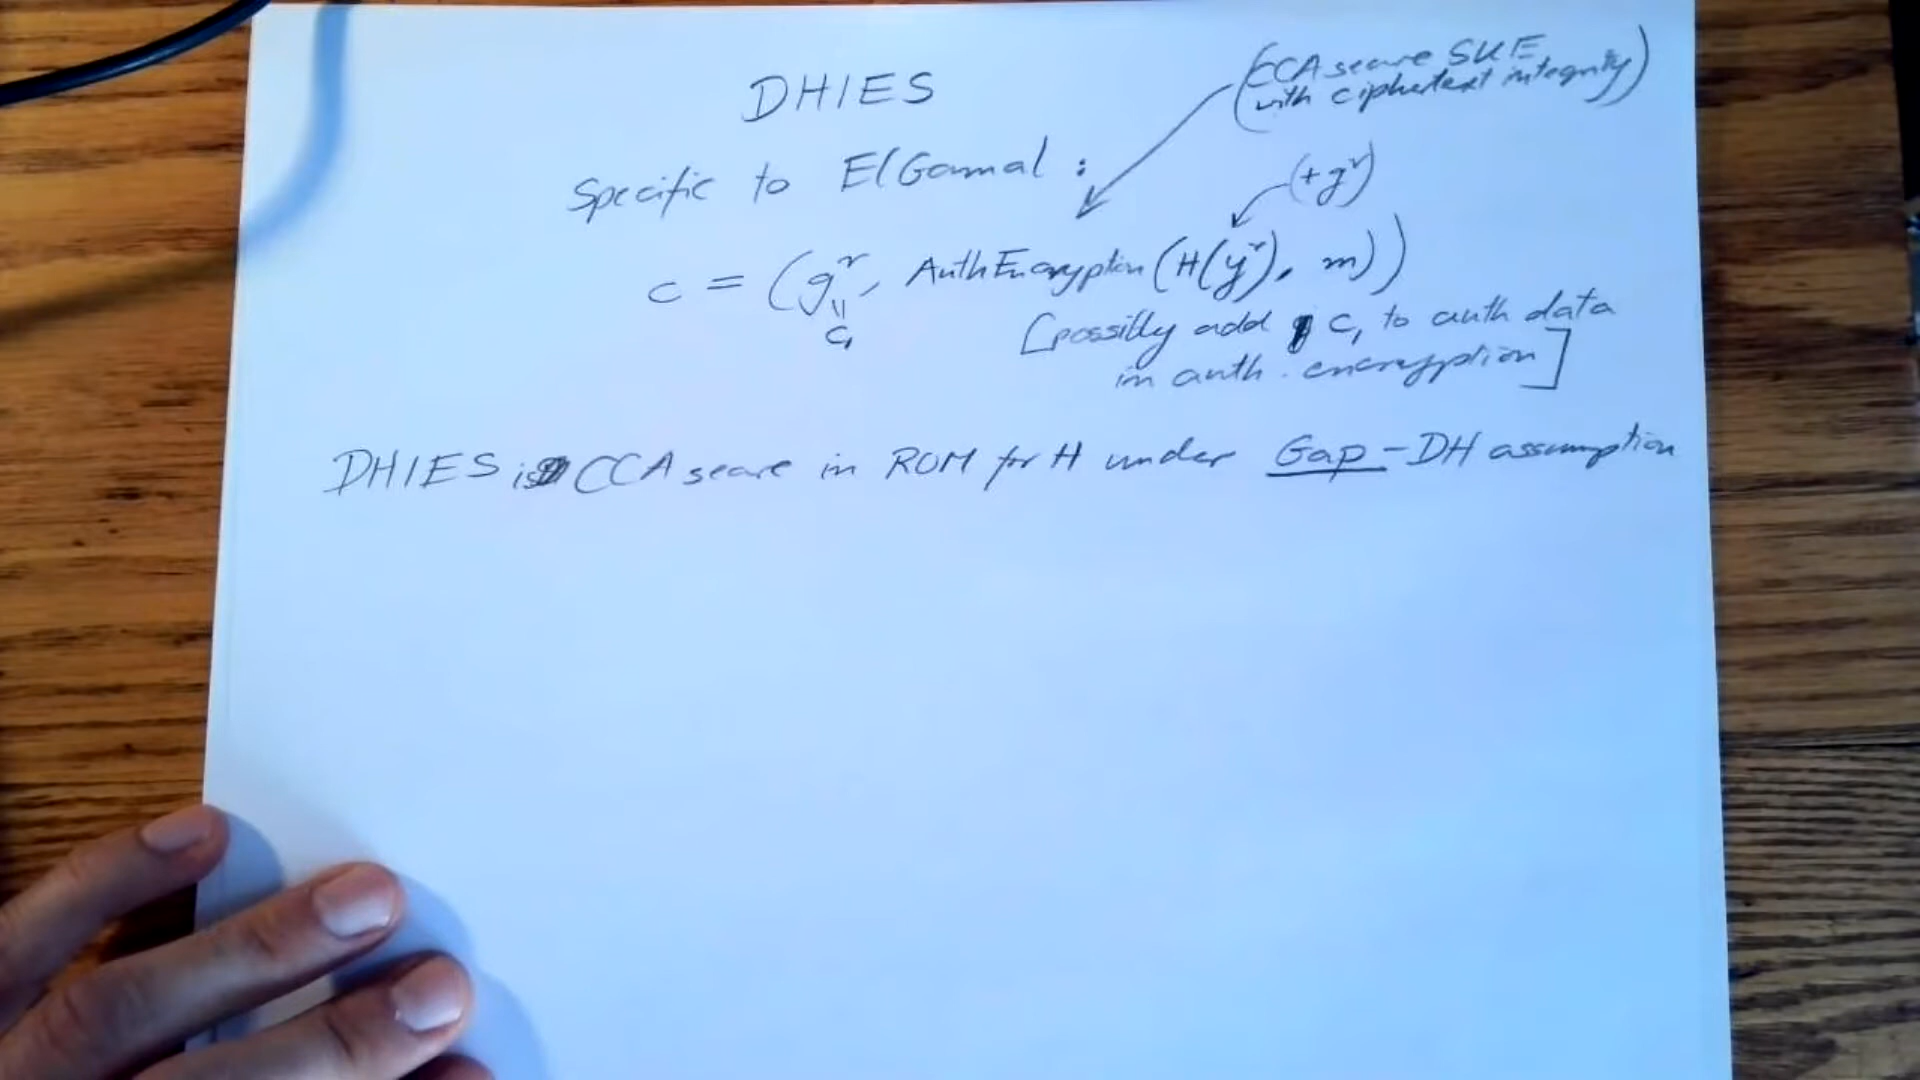 DHIES
(CCA secure SKE
with ciphertext integrity)
Specific to ElGamal :
(+g^r)
c = (g^r, AuthEncryption(H(y^r), m))
c₁
[possilly add c₁ to auth data
in auth. encryption]
DHIES is CCA secure in ROM for H under Gap-DH assumption